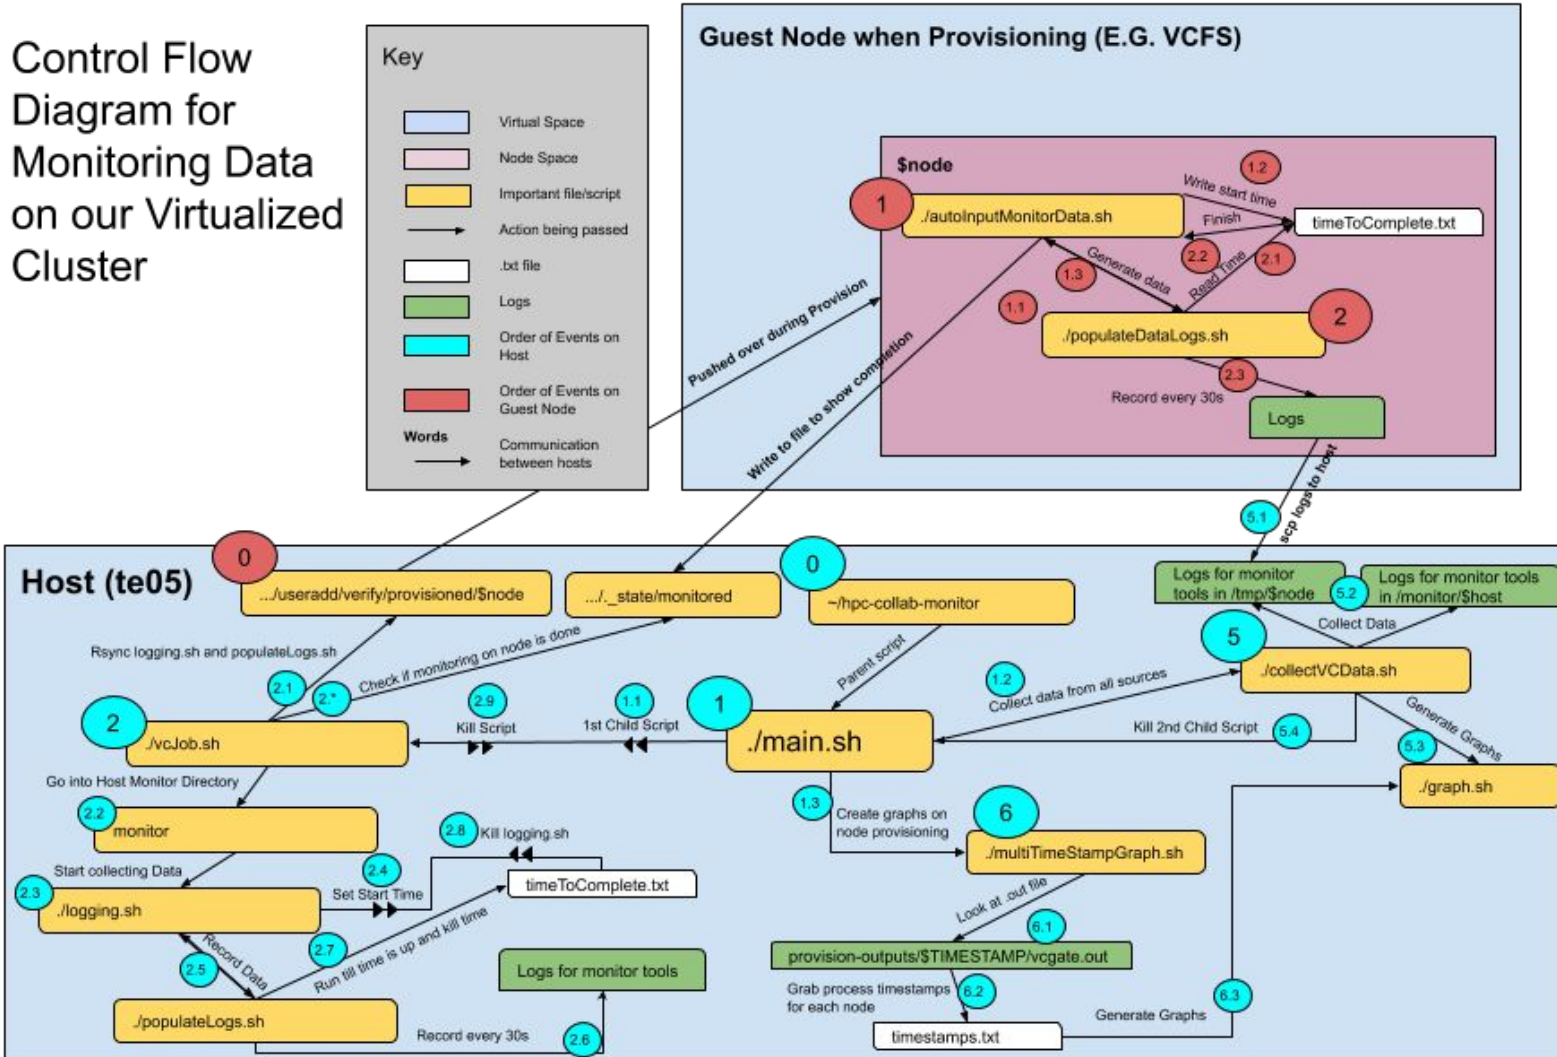 Control Flow
Diagram for
Monitoring Data
on our Virtualized
Cluster
Key
Virtual Space
Node Space
Important file/script
Action being passed
.txt file
Logs
Order of Events on
Host
Order of Events on
Guest Node
Words
Communication
between hosts
Guest Node when Provisioning (E.G. VCFS)
$node
1
./autoInputMonitorData.sh
1.2
Write start time
Finish
timeToComplete.txt
2.2
2.1
Read Time
Generate data
1.3
1.1
./populateDataLogs.sh
2
2.3
Record every 30s
Logs
Pushed over during Provision
Write to file to show completion
scp logs to host
5.1
Host (te05)
0
.../useradd/verify/provisioned/$node
.../._state/monitored
0
~/hpc-collab-monitor
Logs for monitor
tools in /tmp/$node
5.2
Logs for monitor tools
in /monitor/$host
Collect Data
Rsync logging.sh and populateLogs.sh
2.1
2.*
Check if monitoring on node is done
Parent script
5
./collectVCData.sh
1.2
Collect data from all sources
2
./vcJob.sh
2.9
Kill Script
1.1
1st Child Script
1
./main.sh
Kill 2nd Child Script
5.4
Generate Graphs
5.3
./graph.sh
Go into Host Monitor Directory
2.2
monitor
1.3
Create graphs on
node provisioning
6
./multiTimeStampGraph.sh
2.8
Kill logging.sh
Start collecting Data
2.3
./logging.sh
2.4
Set Start Time
timeToComplete.txt
Look at .out file
6.1
provision-outputs/$TIMESTAMP/vcgate.out
Record Data
2.5
2.7
Run till time is up and kill time
Logs for monitor tools
Grab process timestamps
for each node
6.2
./populateLogs.sh
Record every 30s
2.6
timestamps.txt
Generate Graphs
6.3